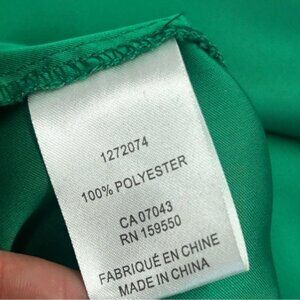 1272074
100% POLYESTER
CA 07043
RN 159550
FABRIQUÉ EN CHINE
MADE IN CHINA